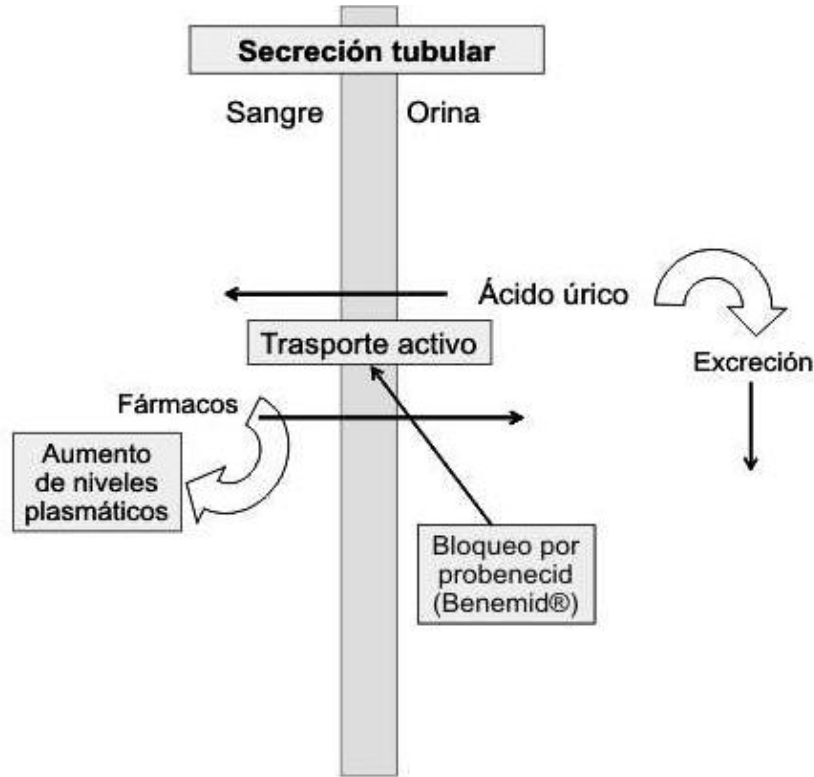 Secreción tubular
Sangre
Orina
Ácido úrico
Trasporte activo
Excreción
Fármacos
Aumento
de niveles
plasmáticos
Bloqueo por
probenecid
(Benemid®)